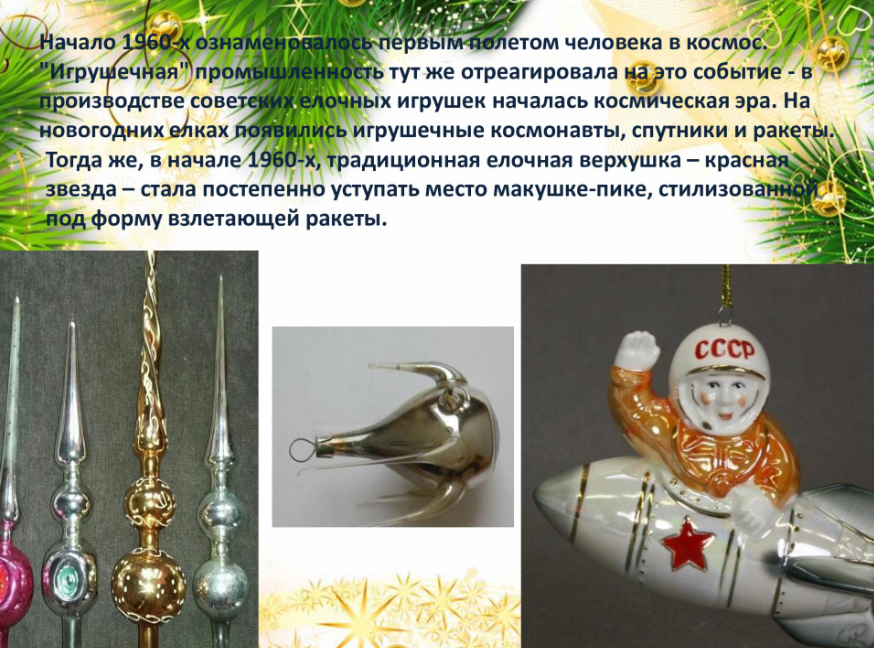 Начало 1960-х ознаменовалось первым полетом человека в космос.
"Игрушечная" промышленность тут же отреагировала на это событие - в
производстве советских елочных игрушек началась космическая эра. На
новогодних елках появились игрушечные космонавты, спутники и ракеты.
Тогда же, в начале 1960-х, традиционная елочная верхушка – красная
звезда – стала постепенно уступать место макушке-пике, стилизованной
под форму взлетающей ракеты.
СССР